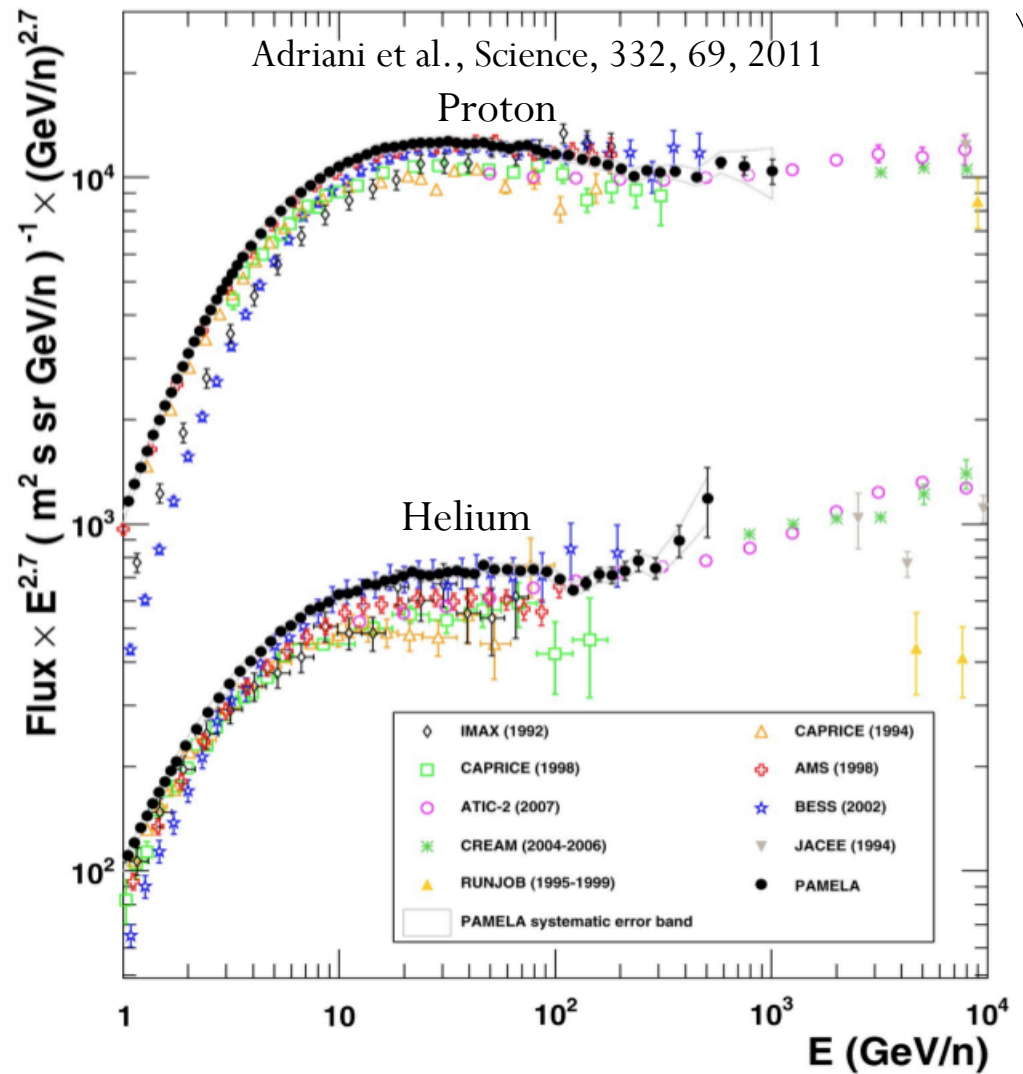 Adriani et al., Science, 332, 69, 2011
Proton
Helium
Flux × E^2.7 ( m^2 s sr GeV/n )^-1 × (GeV/n)^2.7
10^4
10^3
10^2
IMAX (1992)
CAPRICE (1994)
CAPRICE (1998)
AMS (1998)
ATIC-2 (2007)
BESS (2002)
CREAM (2004-2006)
JACEE (1994)
RUNJOB (1995-1999)
PAMELA
PAMELA systematic error band
1 10 10^2 10^3 10^4
E (GeV/n)